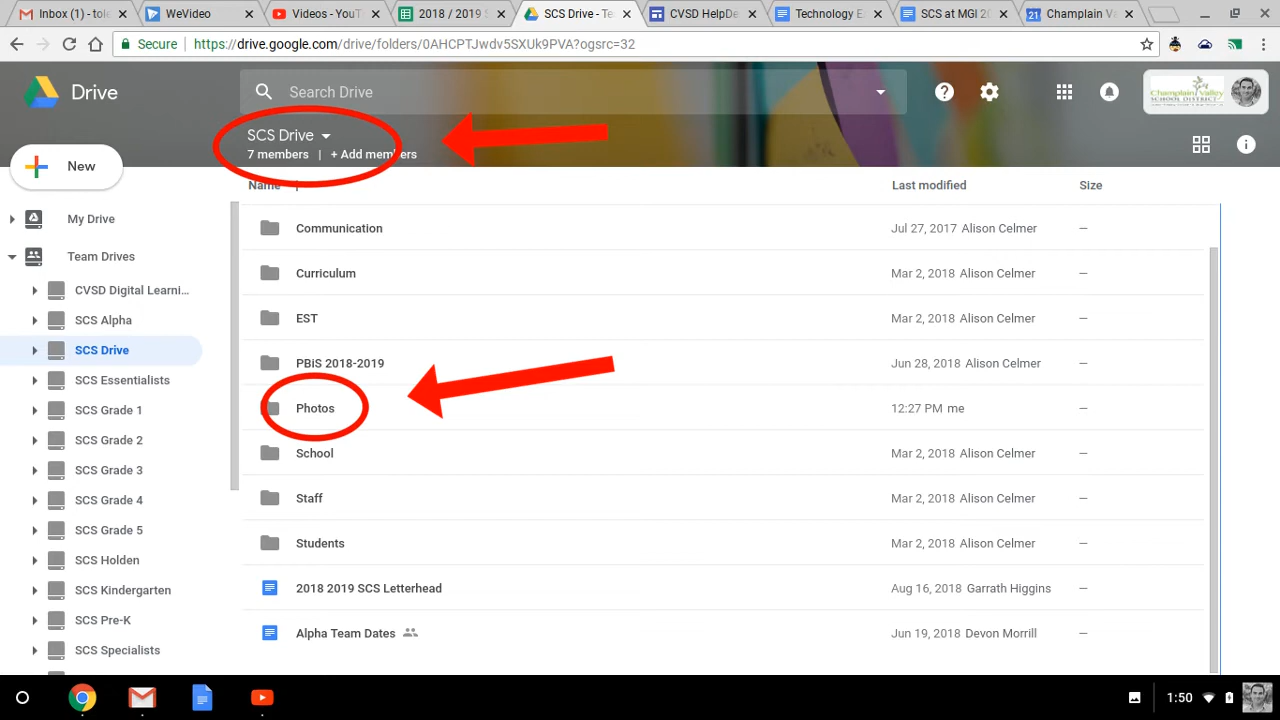 Inbox (1) - tol
WeVideo
Videos - YouT
2018 / 2019 S
SCS Drive - Te
CVSD HelpDe
Technology E
SCS at MGI 20
Champlain Va
Secure https://drive.google.com/drive/folders/0AHCPTJwdv5SXUk9PVA?ogsrc=32
Drive
Search Drive
Champlain Valley
SCHOOL DISTRICT
SCS Drive
7 members | + Add members
New
Name
Last modified
Size
My Drive
Team Drives
CVSD Digital Learni...
SCS Alpha
SCS Drive
SCS Essentialists
SCS Grade 1
SCS Grade 2
SCS Grade 3
SCS Grade 4
SCS Grade 5
SCS Holden
SCS Kindergarten
SCS Pre-K
SCS Specialists
Communication Jul 27, 2017 Alison Celmer —
Curriculum Mar 2, 2018 Alison Celmer —
EST Mar 2, 2018 Alison Celmer —
PBiS 2018-2019 Jun 28, 2018 Alison Celmer —
Photos 12:27 PM me —
School Mar 2, 2018 Alison Celmer —
Staff Mar 2, 2018 Alison Celmer —
Students Mar 2, 2018 Alison Celmer —
2018 2019 SCS Letterhead Aug 16, 2018 Garrath Higgins —
Alpha Team Dates Jun 19, 2018 Devon Morrill —
1:50